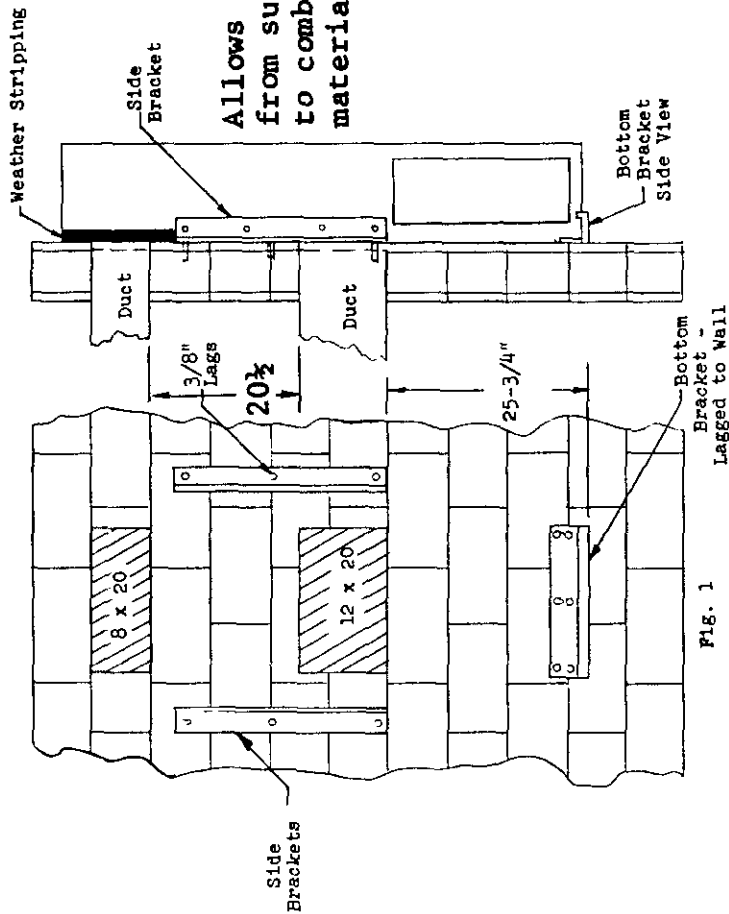 Weather Stripping
Side
Bracket
Allows
from su
to comb
materia
Duct
Duct
Bottom
Bracket
Side View
3/8"
Lags
20½
25-3/4"
8 x 20
12 x 20
Side
Brackets
Bottom
Bracket -
Lagged to Wall
Fig. 1